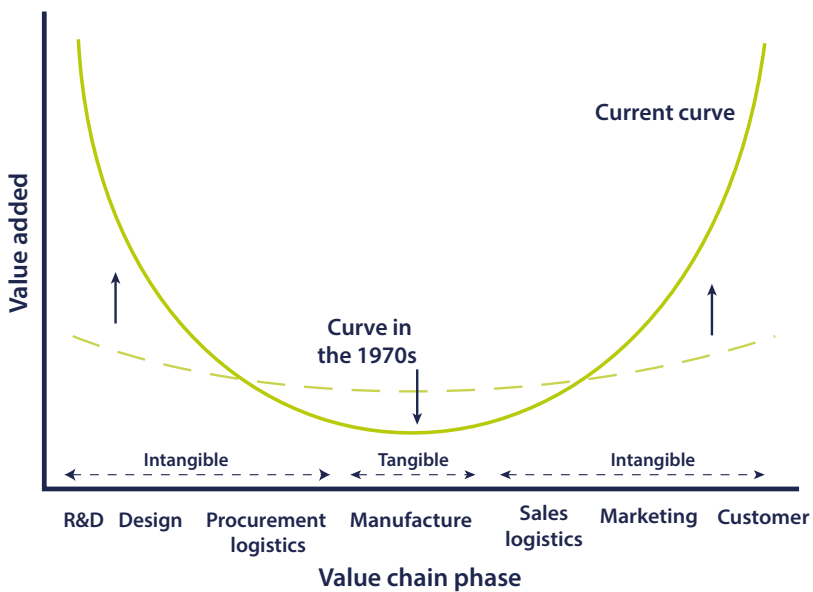 Value added
Current curve
Curve in
the 1970s
Intangible
Tangible
Intangible
R&D
Design
Procurement
logistics
Manufacture
Sales
logistics
Marketing
Customer
Value chain phase